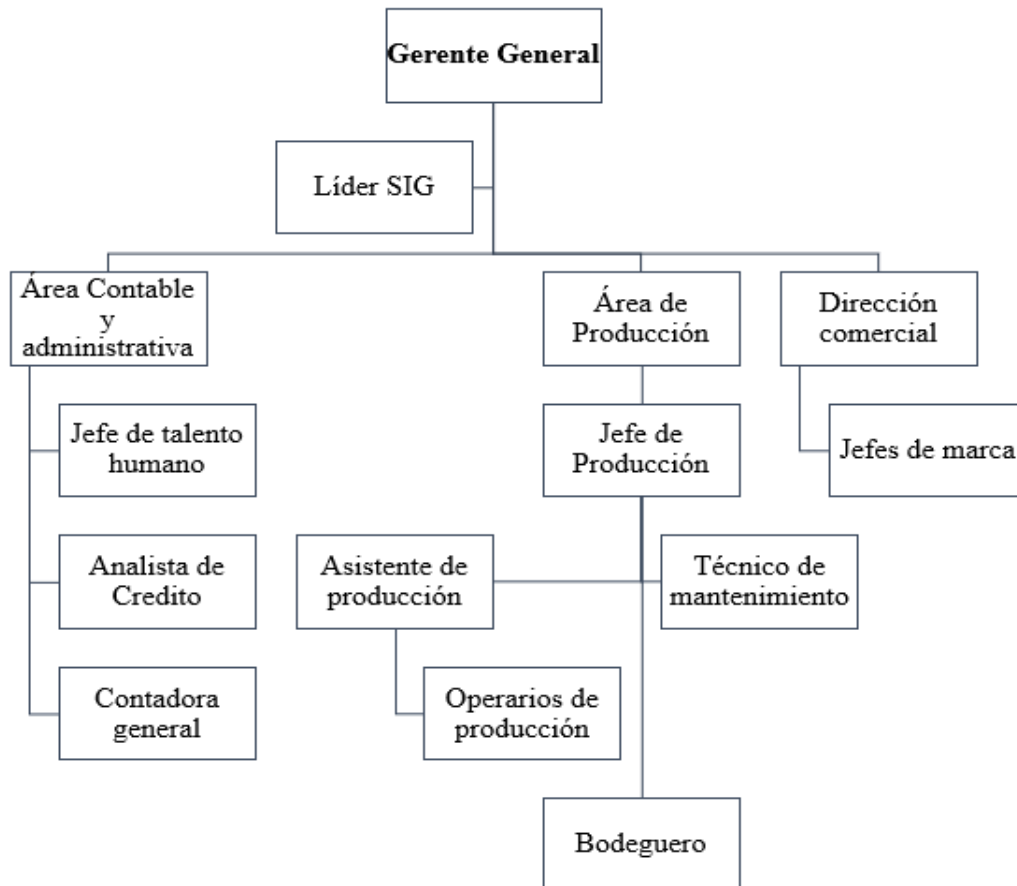 Gerente General
Líder SIG
Área Contable
y
administrativa
Área de
Producción
Dirección
comercial
Jefe de talento
humano
Jefe de
Producción
Jefes de marca
Analista de
Credito
Asistente de
producción
Técnico de
mantenimiento
Contadora
general
Operarios de
producción
Bodeguero